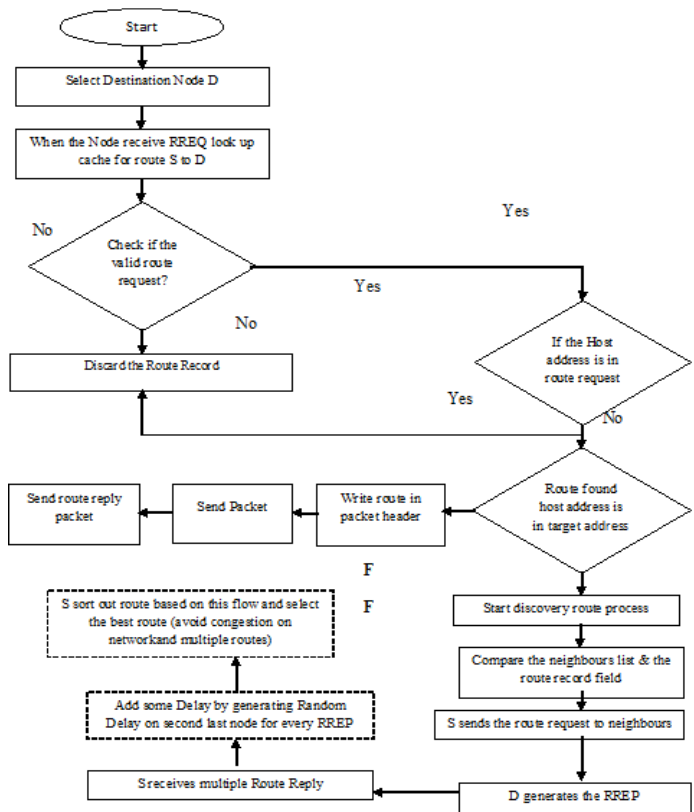 Start
Select Destination Node D
When the Node receive RREQ look up
cache for route S to D
Yes
No
Check if the
valid route
request?
Yes
No
If the Host
address is in
route request
Discard the Route Record
Yes
No
Send route reply
packet
Send Packet
Write route in
packet header
Route found
host address is
in target address
F
F
S sort out route based on this flow and select
the best route (avoid congestion on
networkand multiple routes)
Start discovery route process
Compare the neighbours list & the
route record field
Add some Delay by generating Random
Delay on second last node for every RREP
S sends the route request to neighbours
S receives multiple Route Reply
D generates the RREP